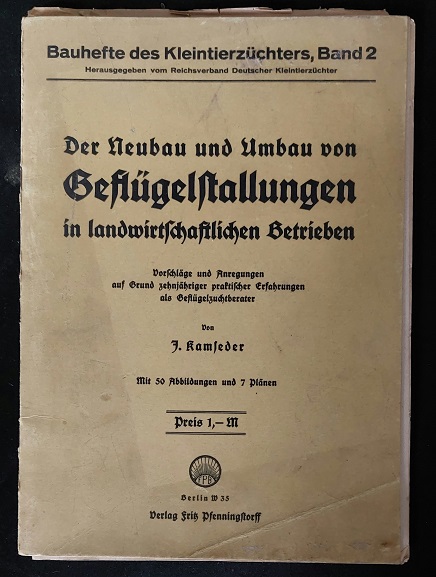 Bauhefte des Kleintierzüchters, Band 2
Herausgegeben vom Reichsverband Deutscher Kleintierzüchter
Der Neubau und Umbau von
Geflügelstallungen
in landwirtschaftlichen Betrieben
Vorschläge und Anregungen
auf Grund zehnjähriger praktischer Erfahrungen
als Geflügelzuchtberater
Von
J. Kamseder
Mit 50 Abbildungen und 7 Plänen
Preis 1,– M
FPB
Berlin W 35
Verlag Fritz Pfenningstorff